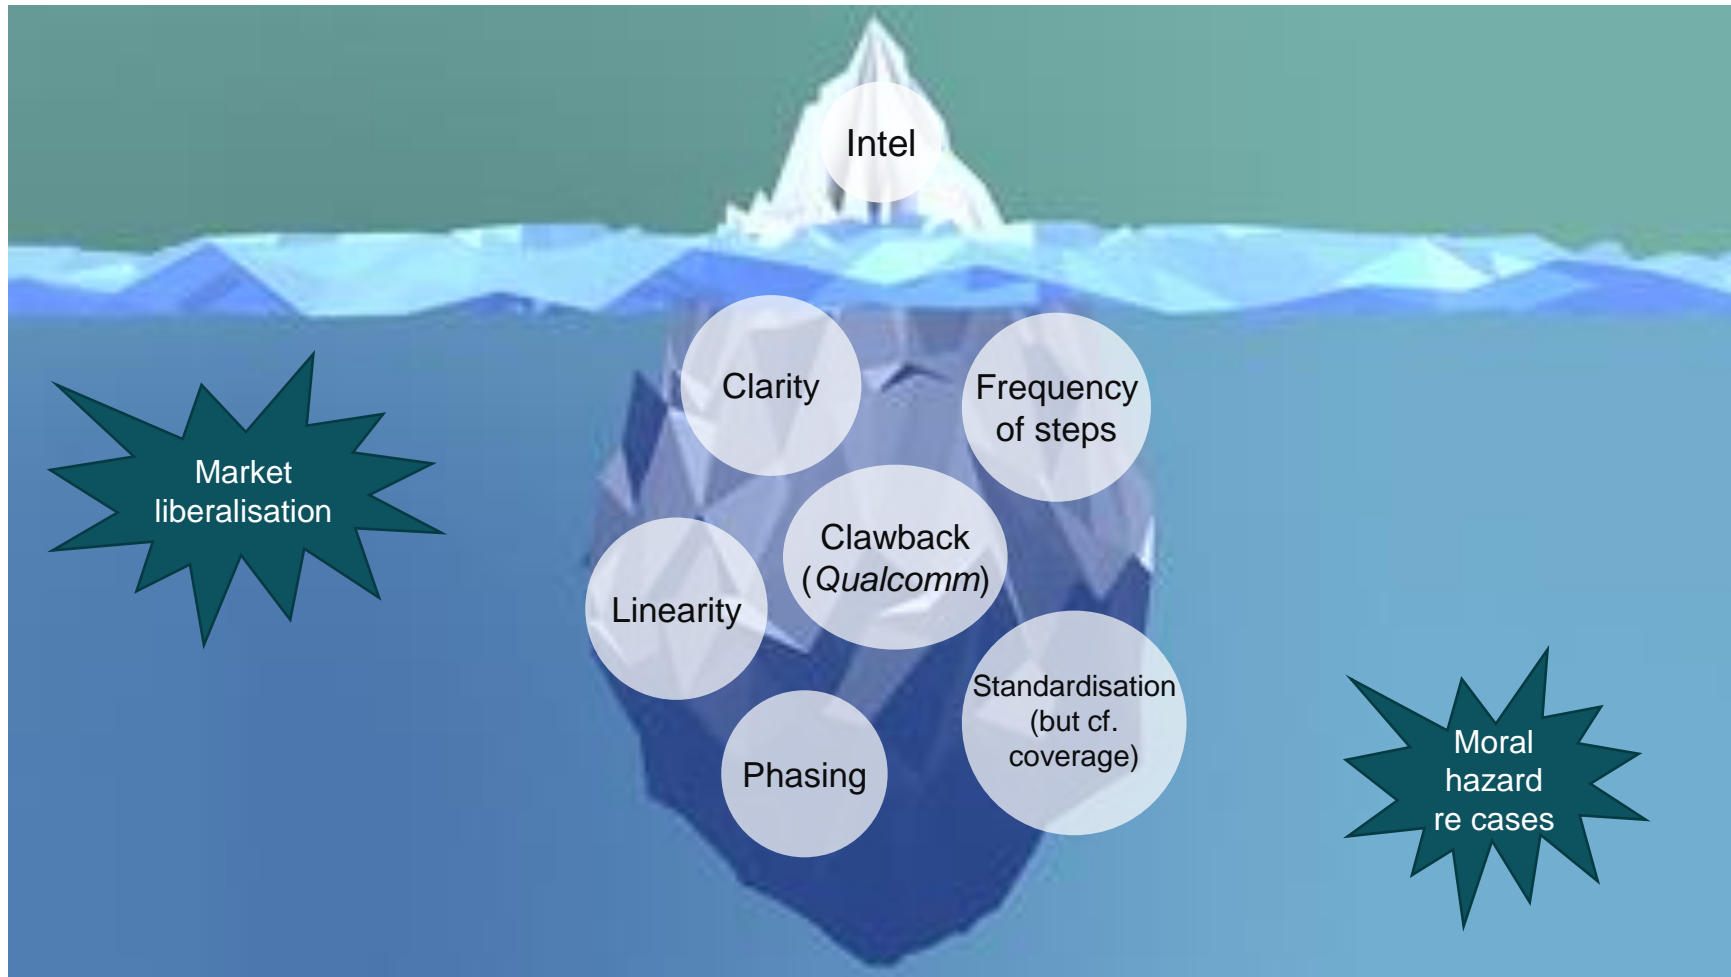 Intel
Clarity
Frequency
of steps
Market
liberalisation
Clawback
(Qualcomm)
Linearity
Standardisation
(but cf.
coverage)
Phasing
Moral
hazard
re cases